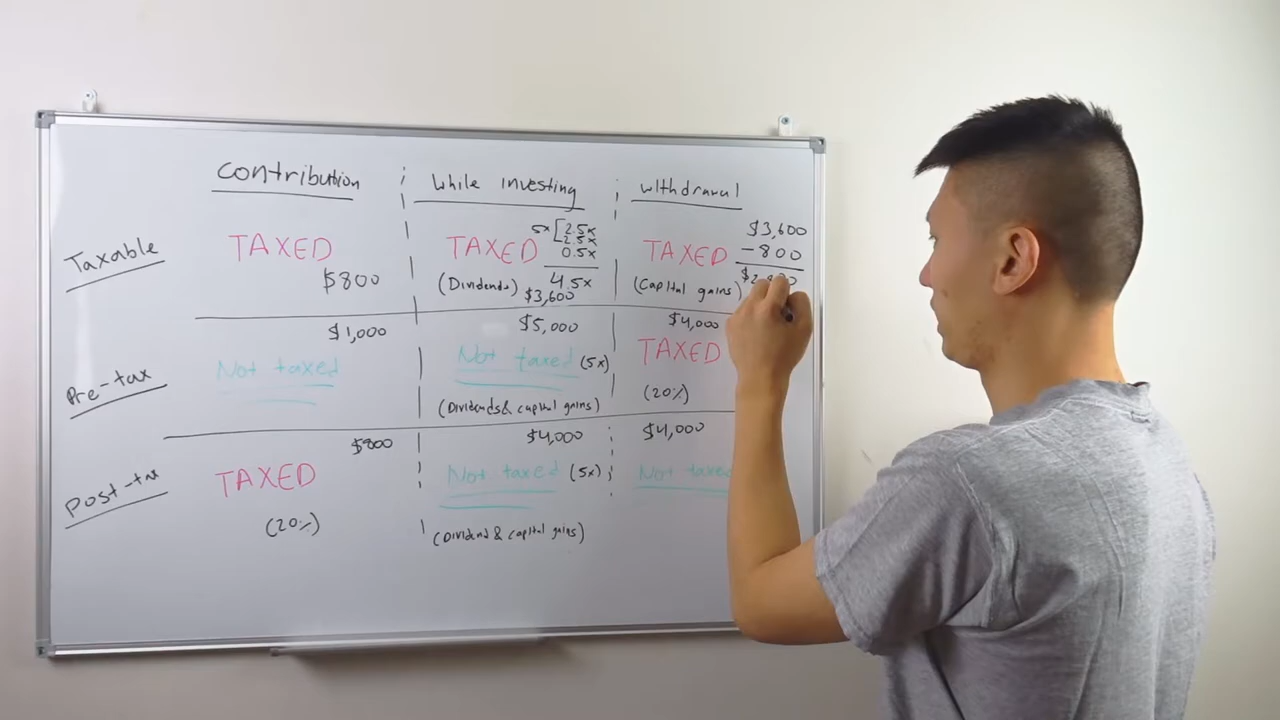 Contribution
While investing
Withdrawal
Taxable
TAXED
$800
TAXED
5x
2.5x
2.5x
0.5x
4.5x
(Dividends)
$3,600
TAXED
(Capital gains)
$3,600
-800
Pre-tax
$1,000
Not taxed
$5,000
Not taxed (5x)
(Dividends & capital gains)
$4,000
TAXED
(20%)
Post-tax
$800
TAXED
(20%)
$4,000
Not taxed (5x)
(Dividend & capital gains)
$4,000
Not taxed